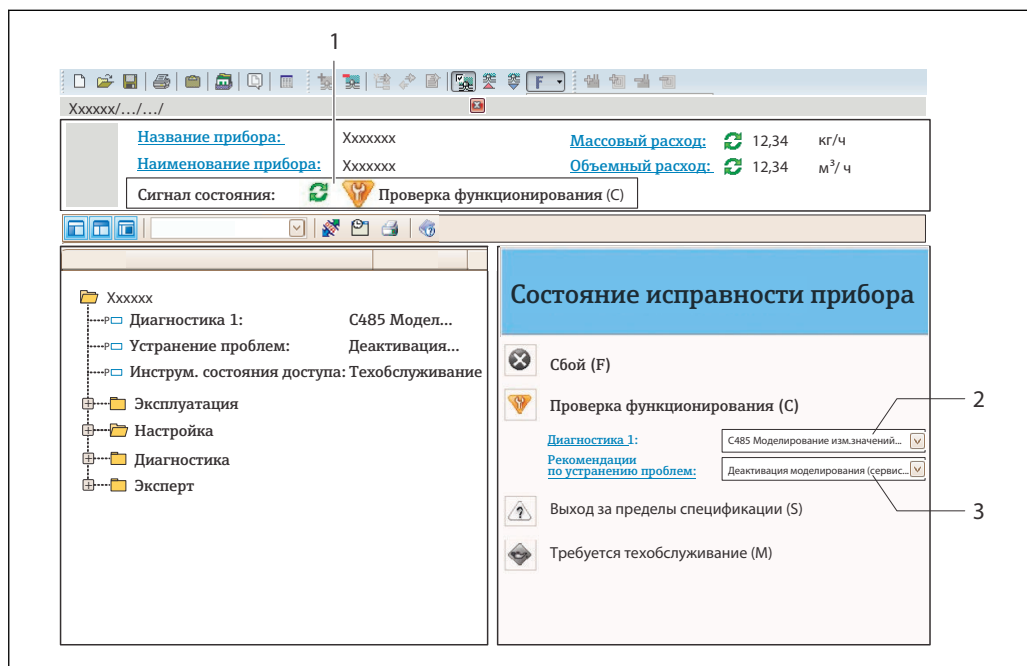 1
F
Xxxxxx/.../.../
Название прибора: Xxxxxxx Массовый расход: 12,34 кг/ч
Наименование прибора: Xxxxxxx Объемный расход: 12,34 м³/ ч
Сигнал состояния: Проверка функционирования (C)
Xxxxxx
P Диагностика 1: C485 Модел...
P Устранение проблем: Деактивация...
P Инструм. состояния доступа: Техобслуживание
Эксплуатация
Настройка
Диагностика
Эксперт
Состояние исправности прибора
Сбой (F)
Проверка функционирования (C)
2
Диагностика 1: C485 Моделирование изм.значений...
Рекомендации
по устранению проблем: Деактивация моделирования (сервис...
3
? Выход за пределы спецификации (S)
Требуется техобслуживание (M)